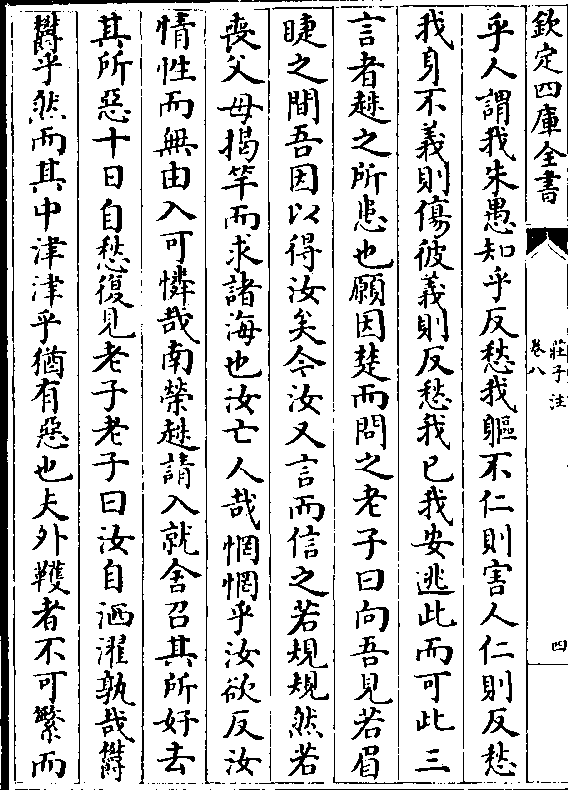 欽定四庫全書
莊子注
卷八
四
乎人謂我朱愚知乎反愁我軀不仁則害人仁則反愁
我身不義則傷彼義則反愁我已我安逃此而可此三
言者趎之所患也願因楚而問之老子曰向吾見若眉
睫之間吾因以得汝矣今汝又言而信之若規規然若
喪父母揭竿而求諸海也汝亡人哉惘惘乎汝欲反汝
情性而無由入可憐哉南榮趎請入就舍召其所好去
其所惡十日自愁復見老子老子曰汝自洒濯孰哉鬱
鬱乎然而其中津津乎猶有惡也夫外韄者不可繁而